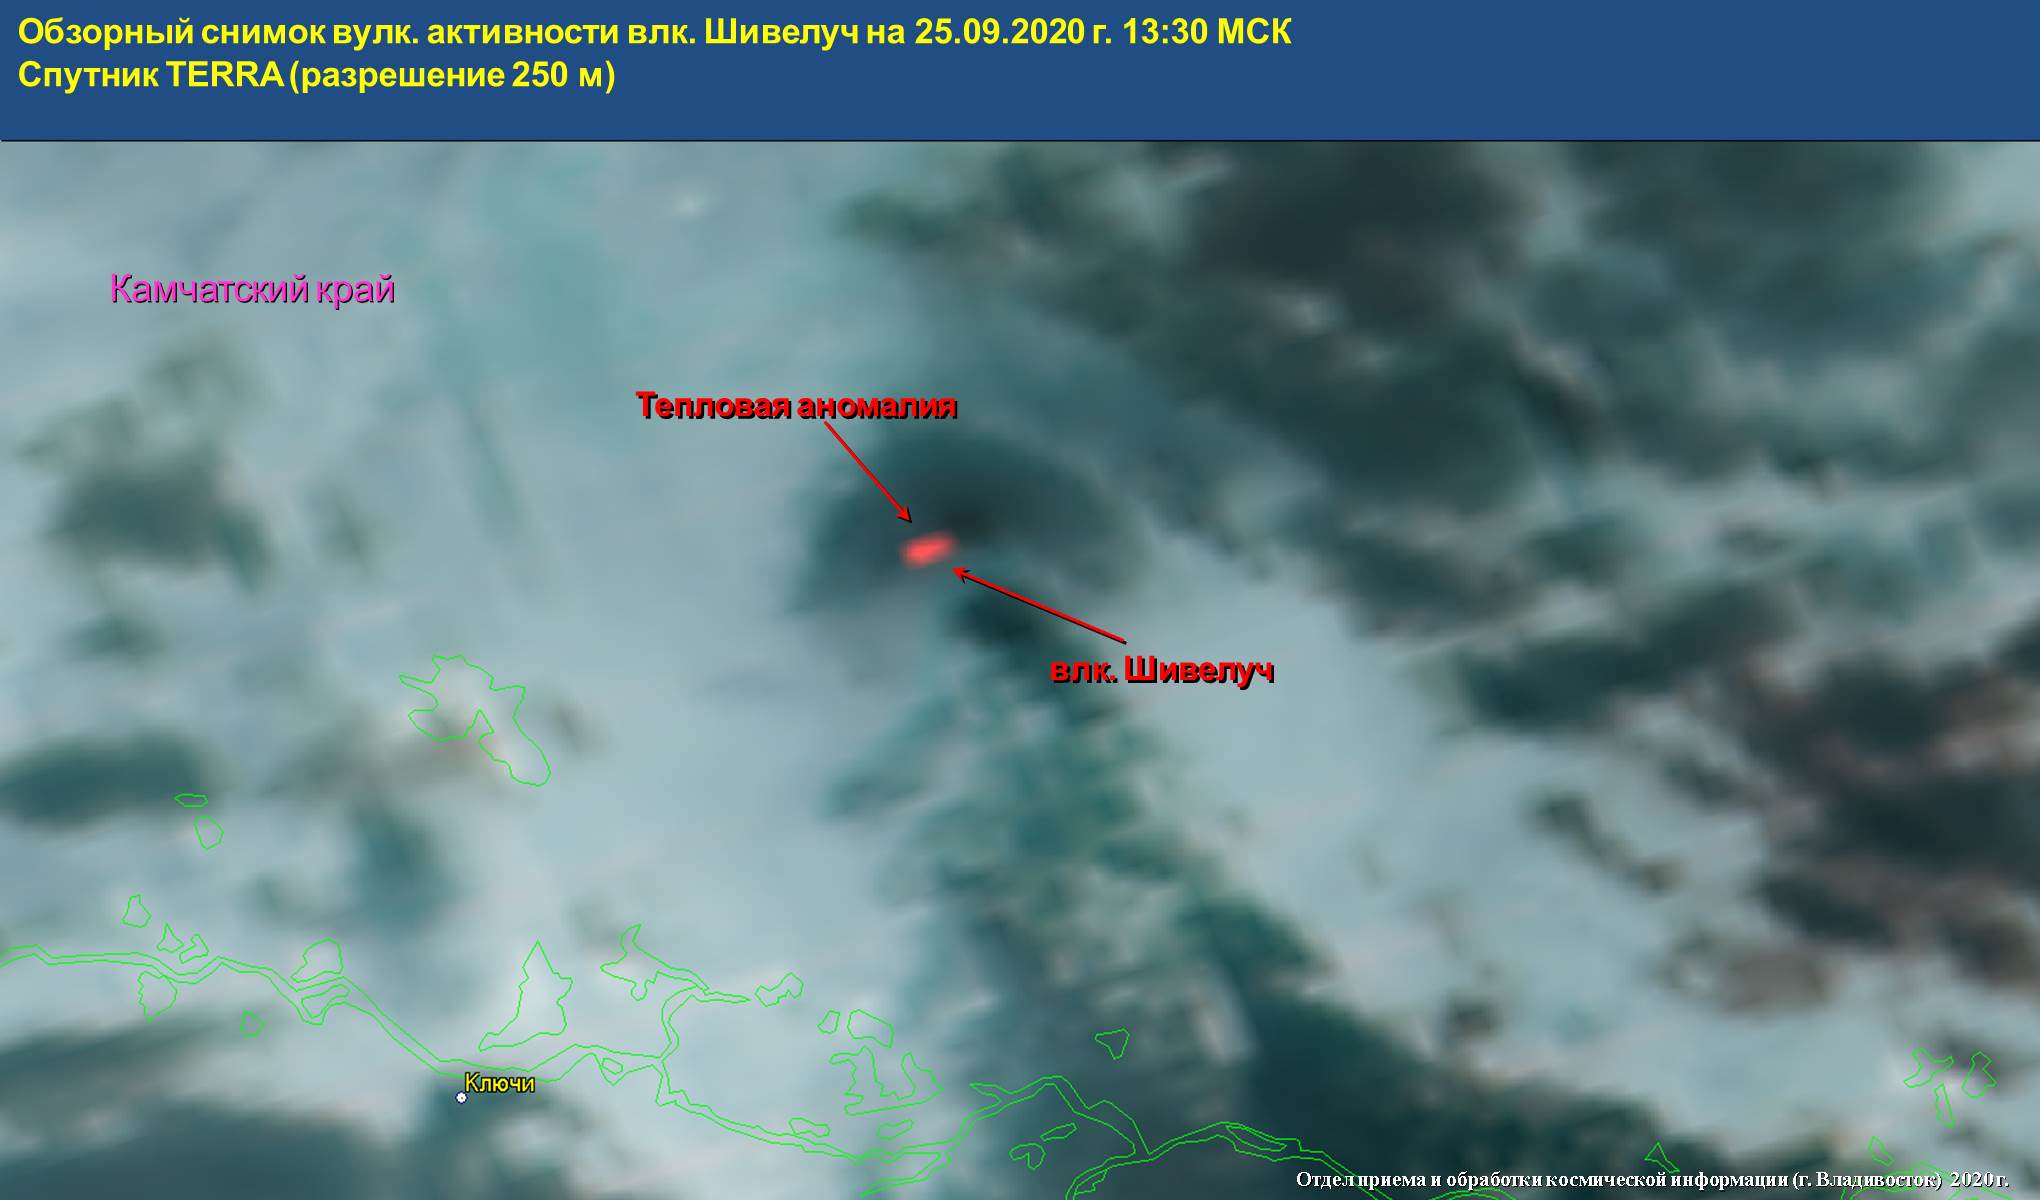 Обзорный снимок вулк. активности влк. Шивелуч на 25.09.2020 г. 13:30 МСК
Спутник TERRA (разрешение 250 м)
Камчатский край
Тепловая аномалия
влк. Шивелуч
Ключи
Отдел приема и обработки космической информации (г. Владивосток) 2020 г.